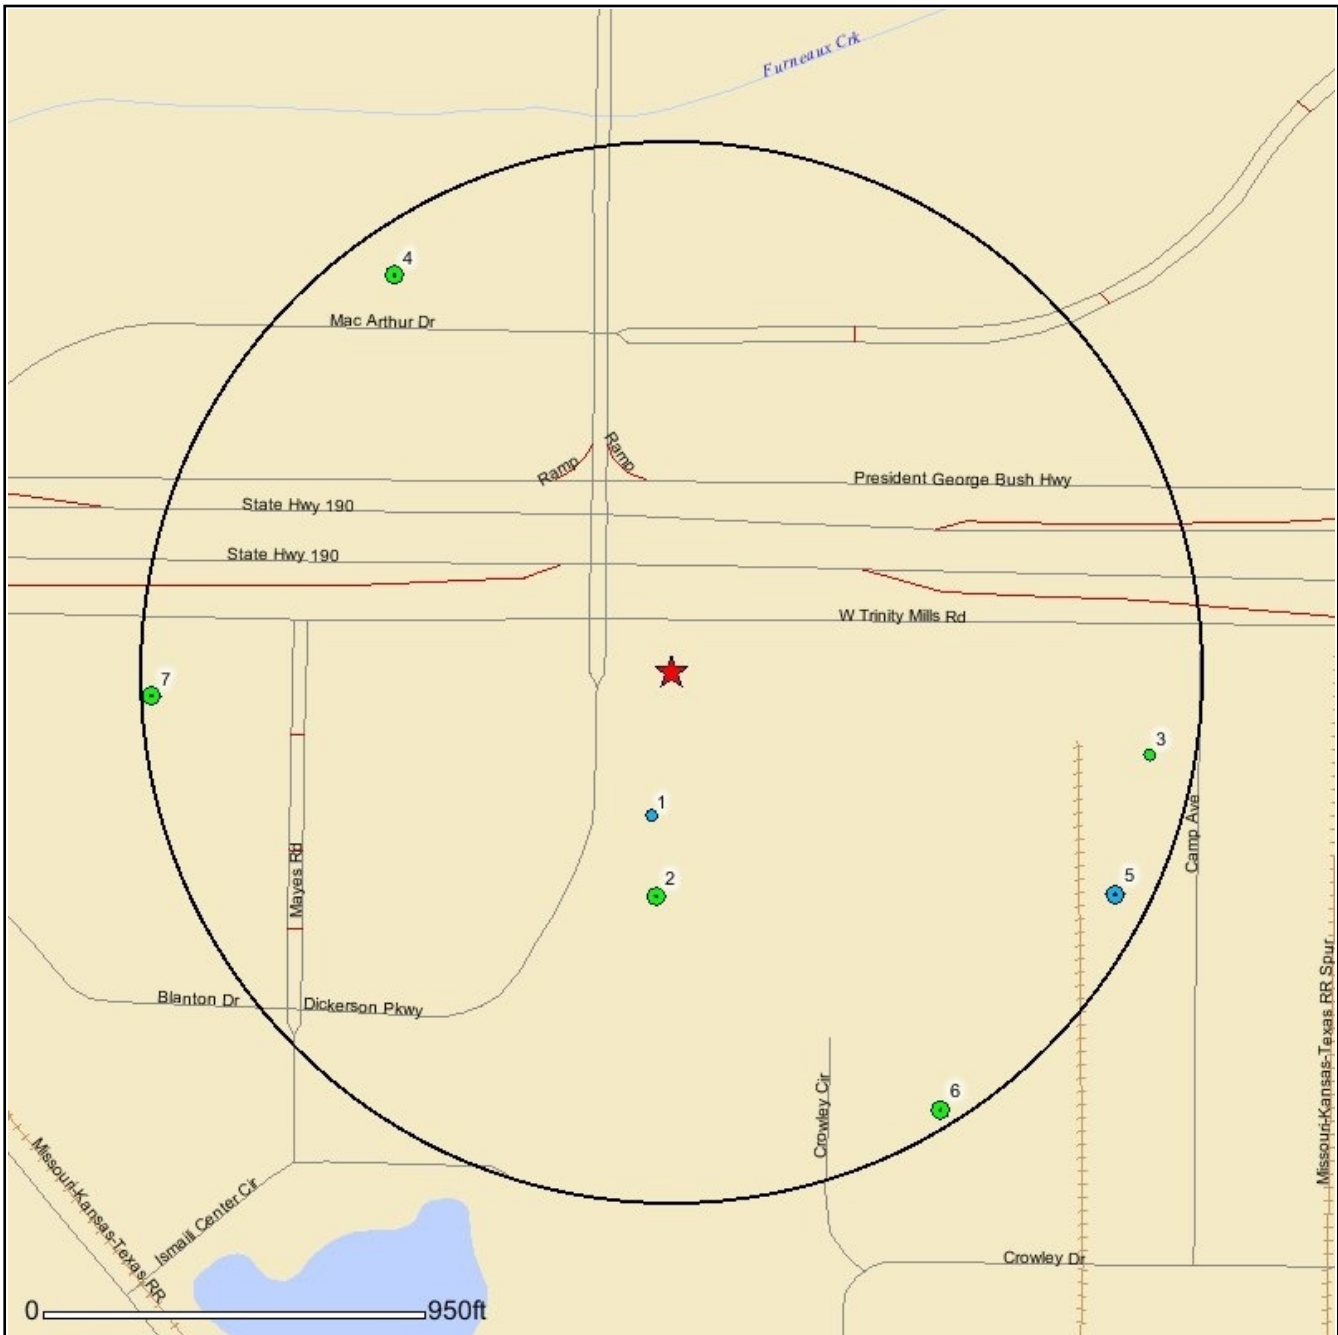 Furneaux Crk
4
Mac Arthur Dr
Ramp
Ramp
President George Bush Hwy
State Hwy 190
State Hwy 190
W Trinity Mills Rd
7
3
1
Camp Ave
2
5
Mayes Rd
Blanton Dr
Dickerson Pkwy
Missouri-Kansas-Texas RR Spur
6
Crowley Cir
Missouri-Kansas-Texas RR
Ismaili Center Cir
Crowley Dr
0
950ft